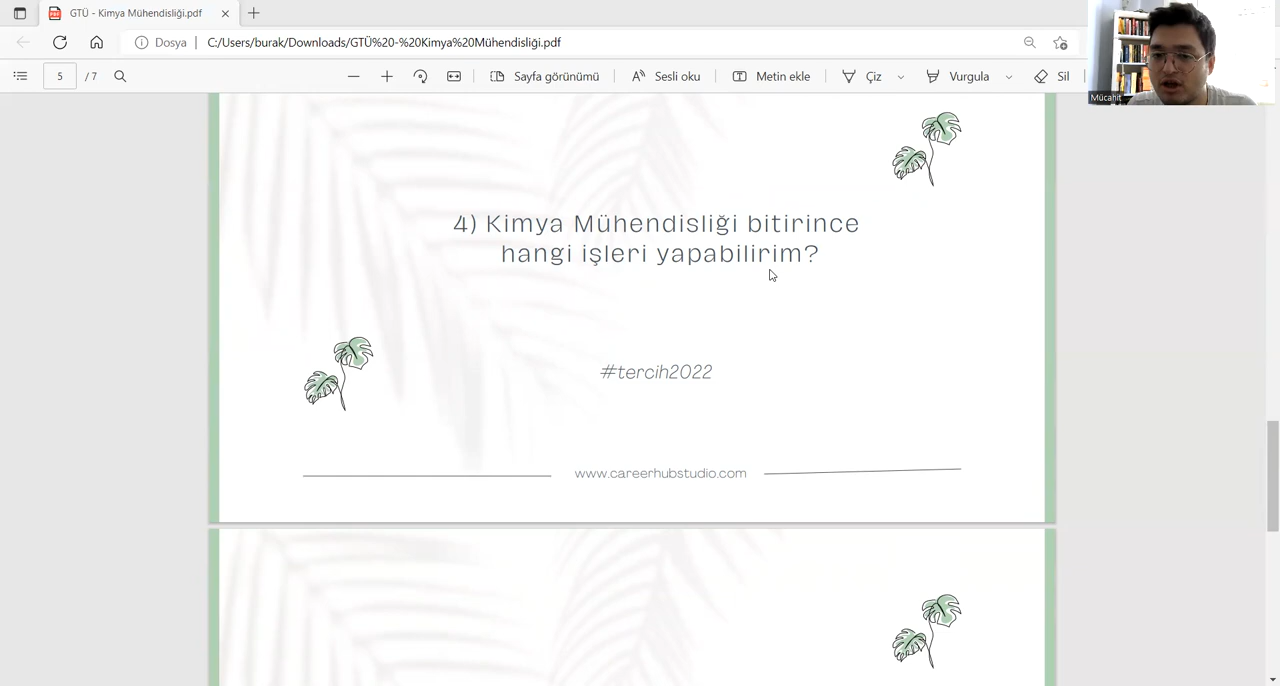 GTÜ - Kimya Mühendisliği.pdf
Dosya
C:/Users/burak/Downloads/GTÜ%20-%20Kimya%20Mühendisliği.pdf
5 / 7
Sayfa görünümü
Sesli oku
Metin ekle
Çiz
Vurgula
Sil
Mücahit
4) Kimya Mühendisliği bitirince
hangi işleri yapabilirim?
#tercih2022
www.careerhubstudio.com